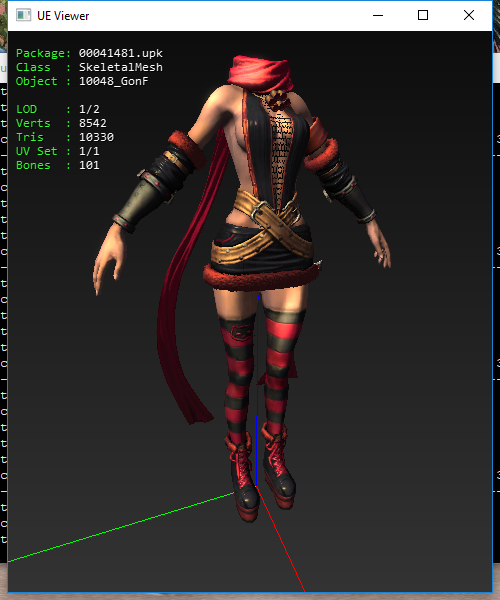 UE Viewer
Package: 00041481.upk
Class  : SkeletalMesh
Object : 10048_GonF
LOD    : 1/2
Verts  : 8542
Tris   : 10330
UV Set : 1/1
Bones  : 101